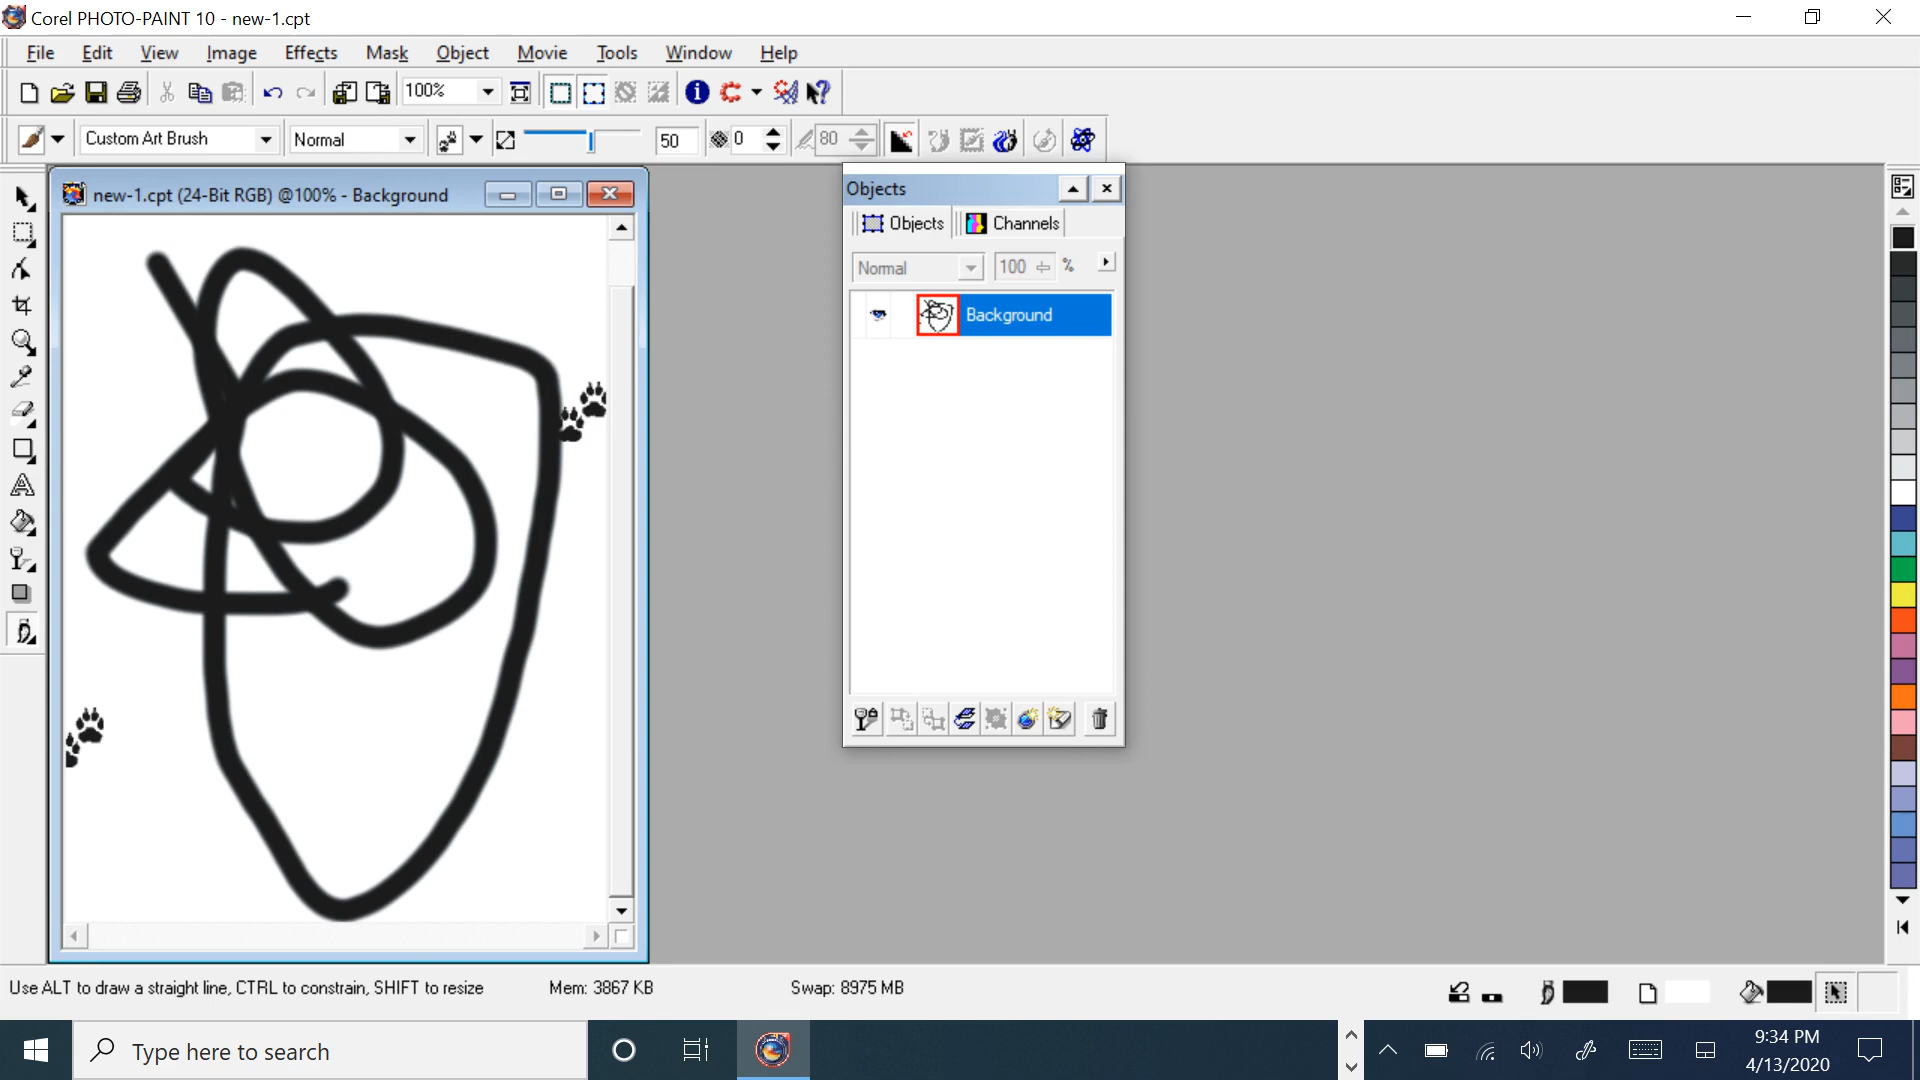 Corel PHOTO-PAINT 10 - new-1.cpt
File Edit View Image Effects Mask Object Movie Tools Window Help
100%
Custom Art Brush Normal 50 0 80
new-1.cpt (24-Bit RGB) @100% - Background
Objects
Objects Channels
Normal 100 %
Background
Use ALT to draw a straight line, CTRL to constrain, SHIFT to resize Mem: 3867 KB Swap: 8975 MB
Type here to search
9:34 PM
4/13/2020